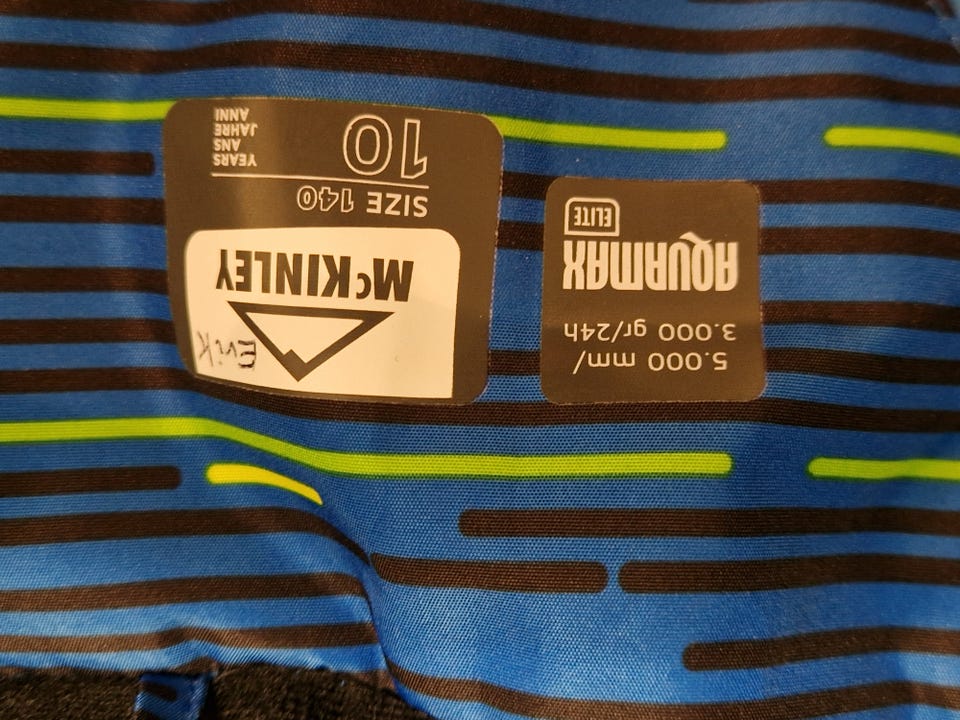 5.000 mm/
3.000 gr/24h
AQUAMAX
ELITE
Erik
McKINLEY
SIZE 140
10
YEARS
ANS
JAHRE
ANNI